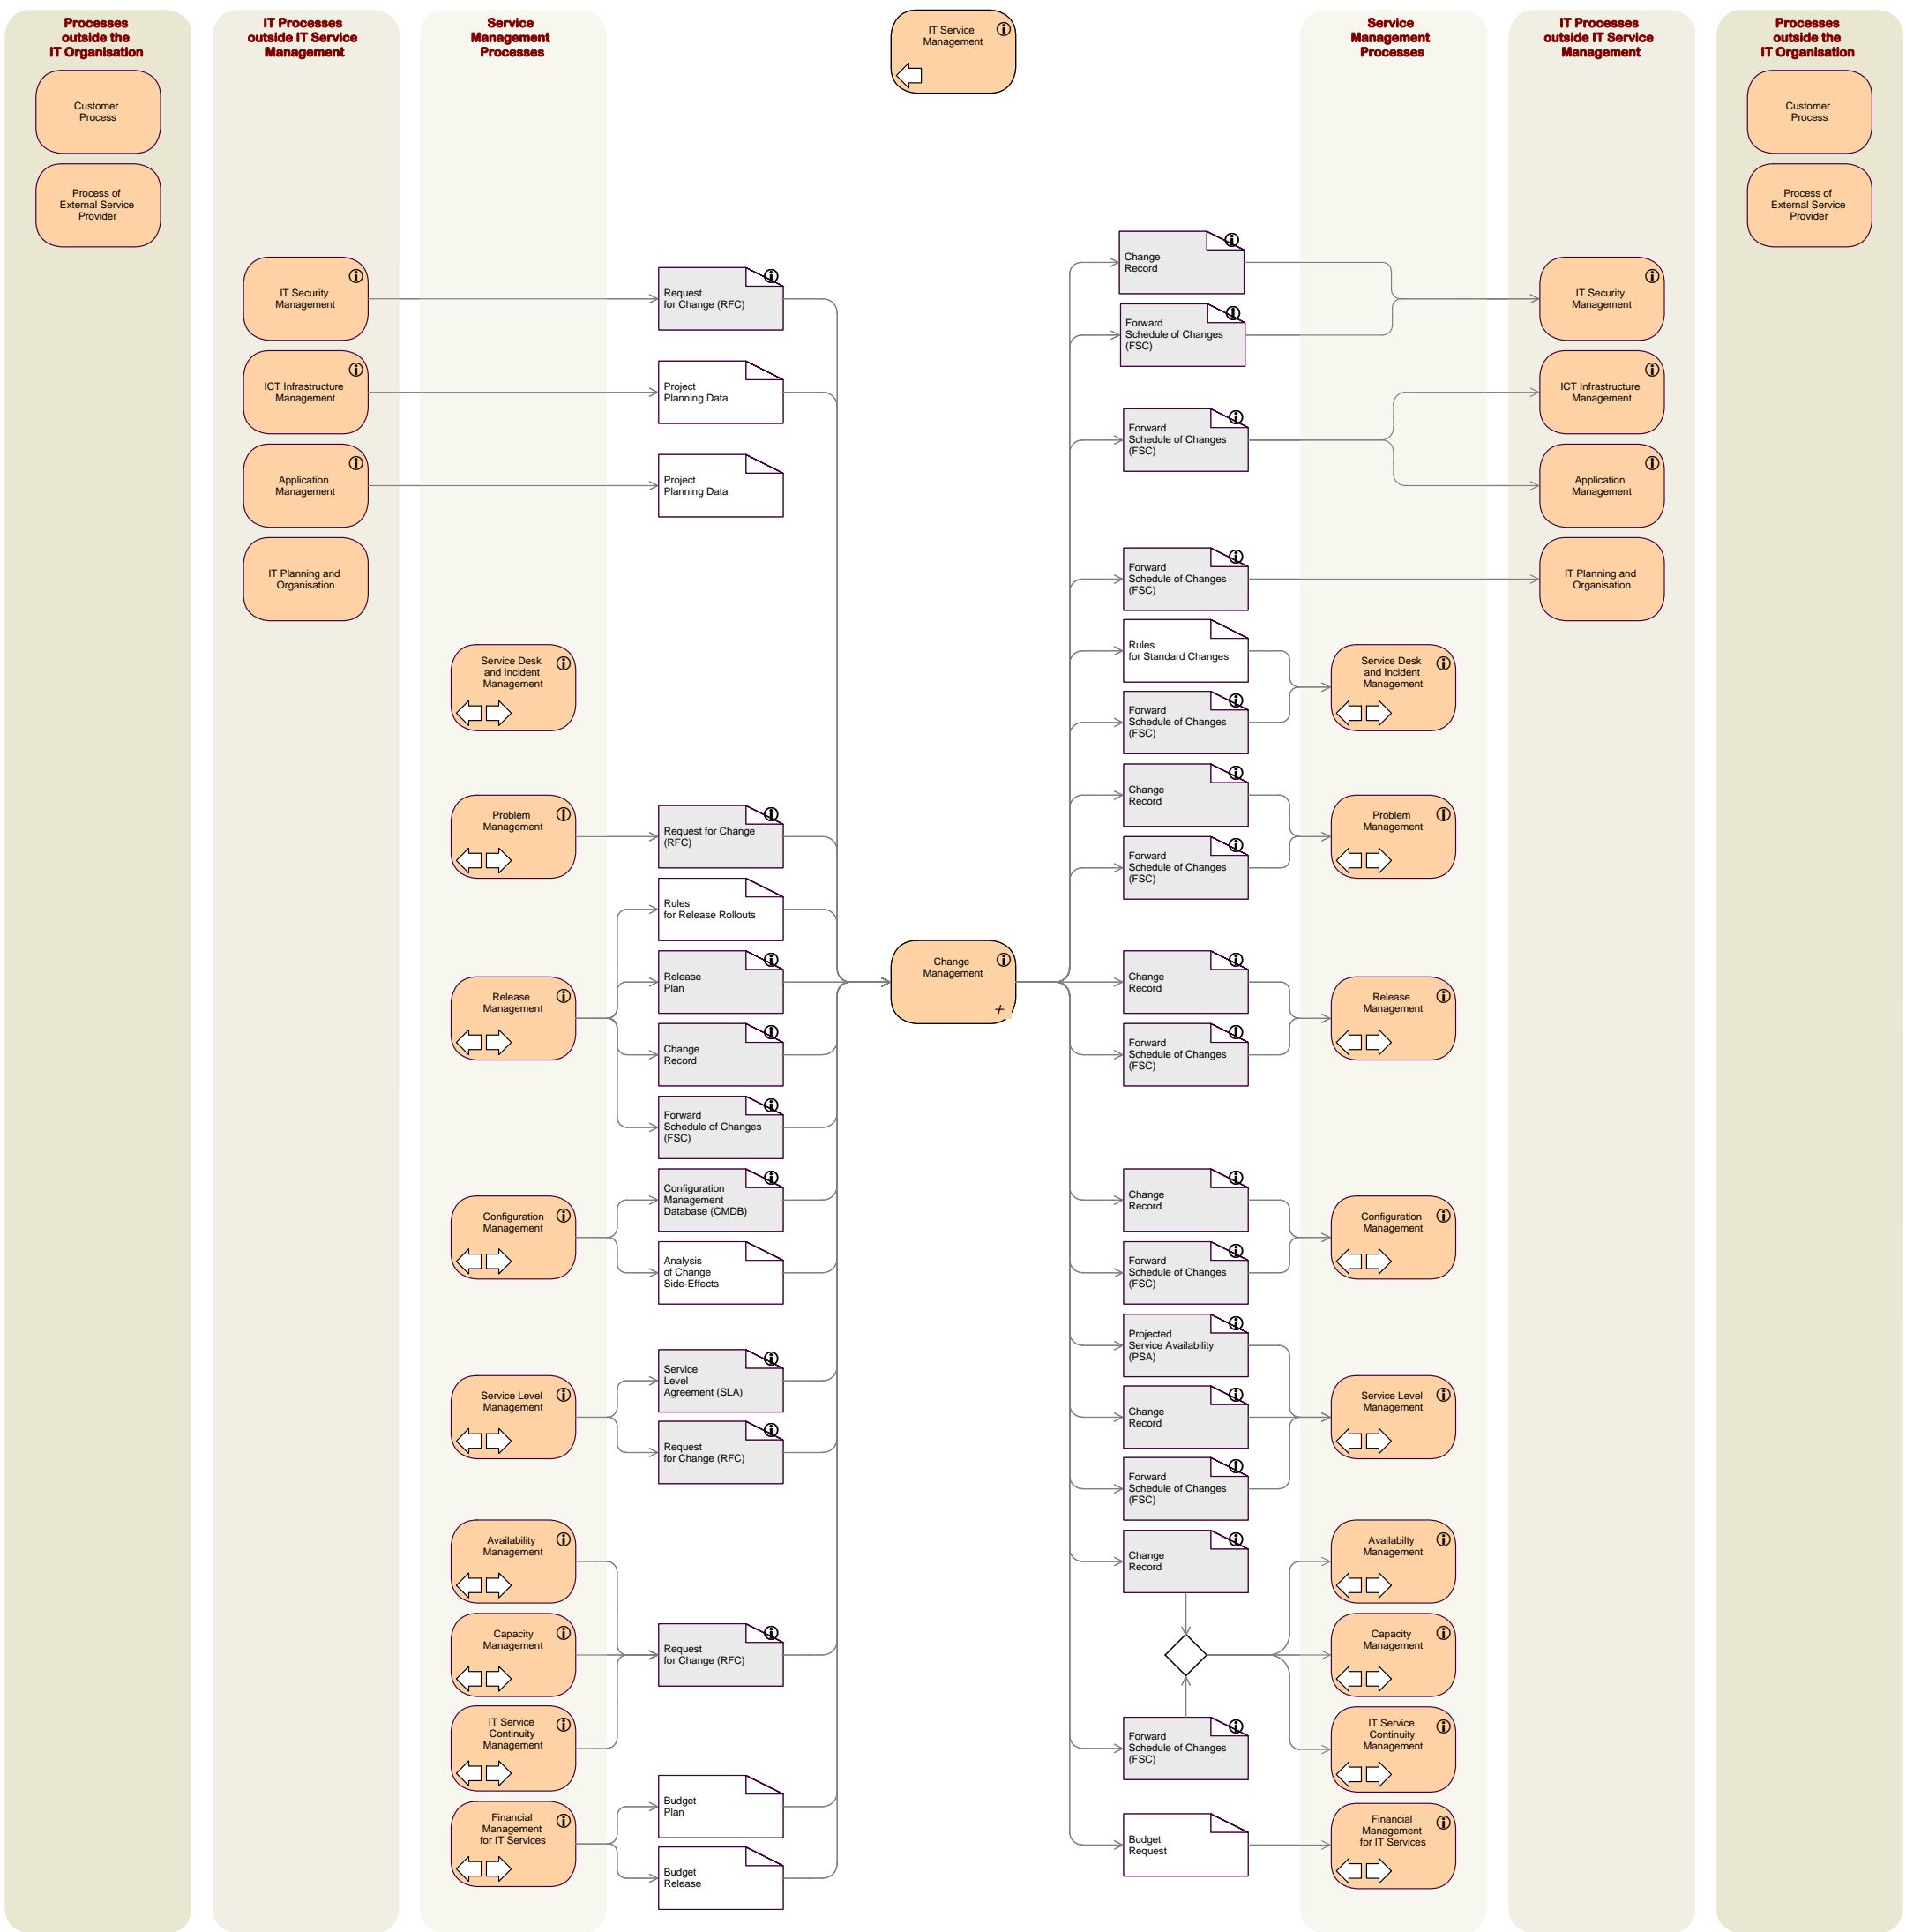 Processes
outside the
IT Organisation
IT Processes
outside IT Service
Management
Service
Management
Processes
IT Service
Management
Service
Management
Processes
IT Processes
outside IT Service
Management
Processes
outside the
IT Organisation
Customer
Process
Process of
External Service
Provider
IT Security
Management
ICT Infrastructure
Management
Application
Management
IT Planning and
Organisation
Service Desk
and Incident
Management
Problem
Management
Release
Management
Configuration
Management
Service Level
Management
Availability
Management
Capacity
Management
IT Service
Continuity
Management
Financial
Management
for IT Services
Request
for Change (RFC)
Project
Planning Data
Project
Planning Data
Request for Change
(RFC)
Rules
for Release Rollouts
Release
Plan
Change
Record
Forward
Schedule of Changes
(FSC)
Configuration
Management
Database (CMDB)
Analysis
of Change
Side-Effects
Service
Level
Agreement (SLA)
Request
for Change (RFC)
Request
for Change (RFC)
Budget
Plan
Budget
Release
Change
Management
+
Change
Record
Forward
Schedule of Changes
(FSC)
Forward
Schedule of Changes
(FSC)
Forward
Schedule of Changes
(FSC)
Rules
for Standard Changes
Forward
Schedule of Changes
(FSC)
Change
Record
Forward
Schedule of Changes
(FSC)
Change
Record
Forward
Schedule of Changes
(FSC)
Change
Record
Forward
Schedule of Changes
(FSC)
Projected
Service Availability
(PSA)
Change
Record
Forward
Schedule of Changes
(FSC)
Change
Record
Forward
Schedule of Changes
(FSC)
Budget
Request
Service Desk
and Incident
Management
Problem
Management
Release
Management
Configuration
Management
Service Level
Management
Availabilty
Management
Capacity
Management
IT Service
Continuity
Management
Financial
Management
for IT Services
IT Security
Management
ICT Infrastructure
Management
Application
Management
IT Planning and
Organisation
Customer
Process
Process of
External Service
Provider